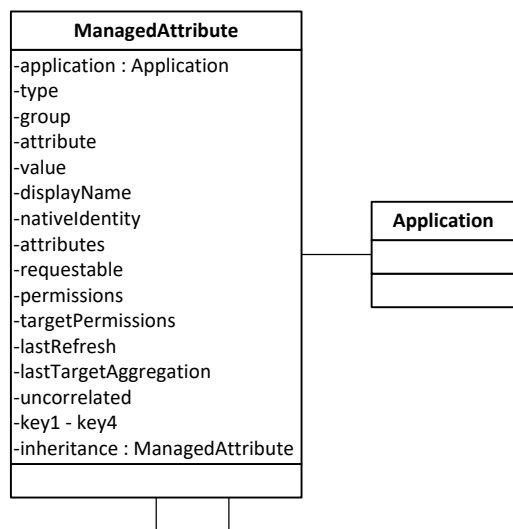 ManagedAttribute
-application : Application
-type
-group
-attribute
-value
-displayName
-nativeIdentity
-attributes
-requestable
-permissions
-targetPermissions
-lastRefresh
-lastTargetAggregation
-uncorrelated
-key1 - key4
-inheritance : ManagedAttribute
Application